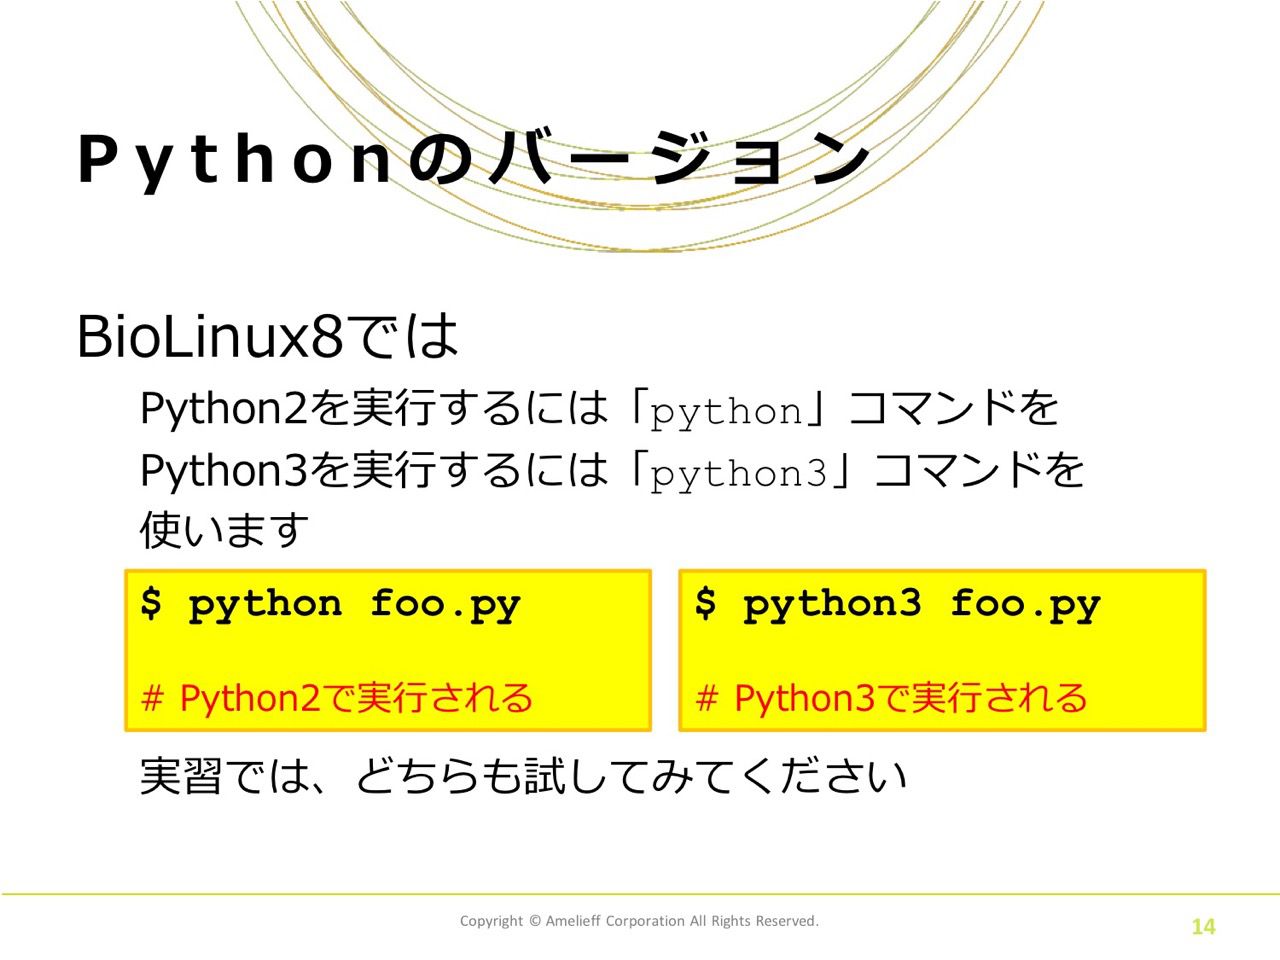 Pythonのバージョン
BioLinux8では
Python2を実行するには「python」コマンドを
Python3を実行するには「python3」コマンドを
使います
$ python foo.py
# Python2で実行される
$ python3 foo.py
# Python3で実行される
実習では、どちらも試してみてください
Copyright © Amelieff Corporation All Rights Reserved.
14